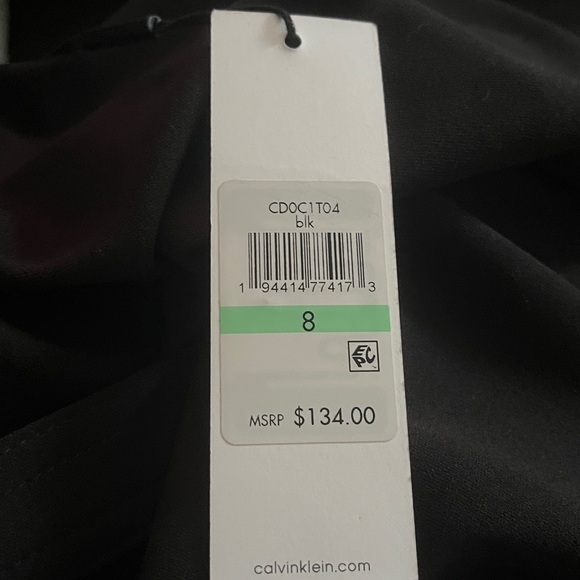 CD0C1T04
blk
1 94414 77417 3
8
EPC
MSRP $134.00
calvinklein.com